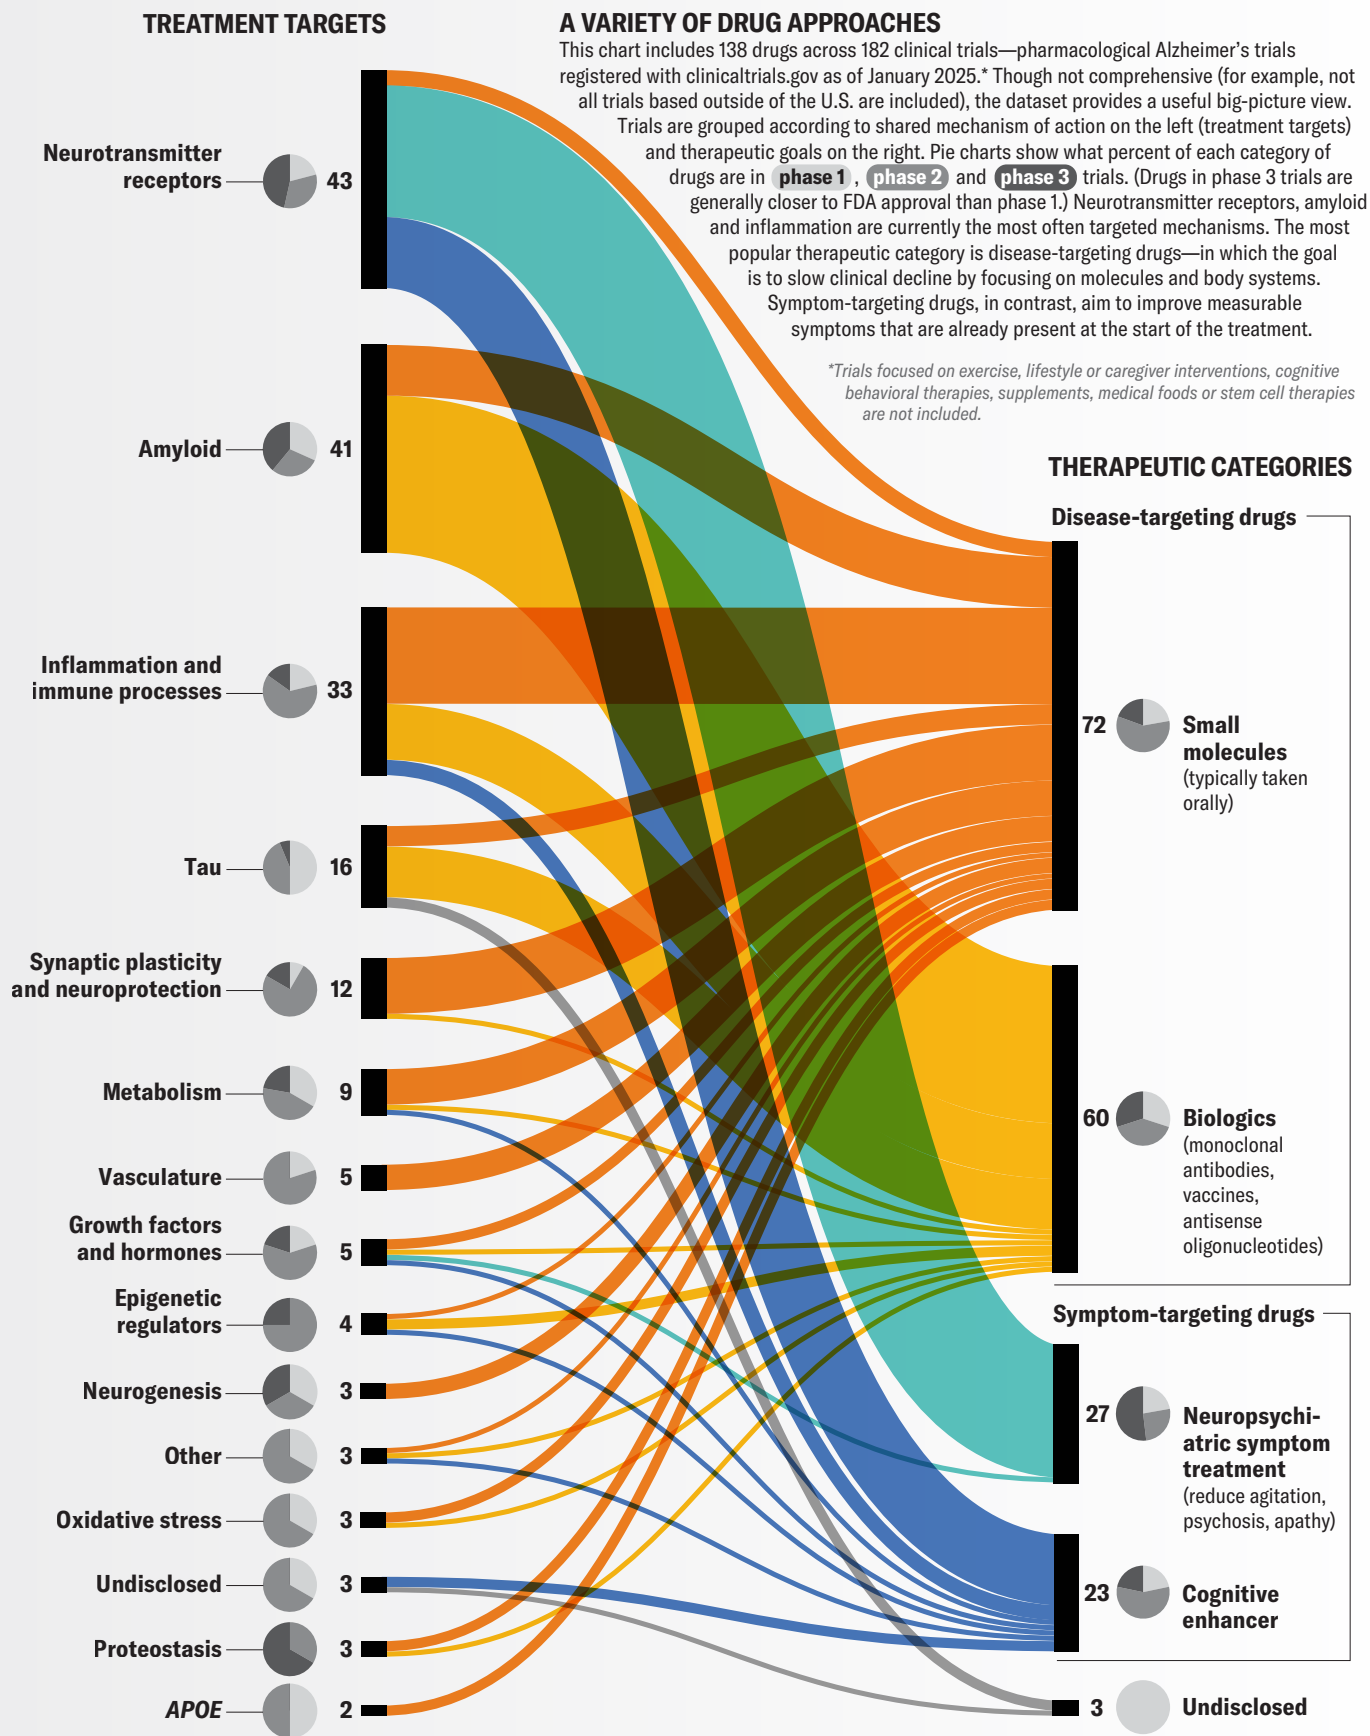 TREATMENT TARGETS
A VARIETY OF DRUG APPROACHES
This chart includes 138 drugs across 182 clinical trials—pharmacological Alzheimer’s trials
registered with clinicaltrials.gov as of January 2025.* Though not comprehensive (for example, not
all trials based outside of the U.S. are included), the dataset provides a useful big-picture view.
Trials are grouped according to shared mechanism of action on the left (treatment targets)
and therapeutic goals on the right. Pie charts show what percent of each category of
drugs are in phase 1, phase 2 and phase 3 trials. (Drugs in phase 3 trials are
generally closer to FDA approval than phase 1.) Neurotransmitter receptors, amyloid
and inflammation are currently the most often targeted mechanisms. The most
popular therapeutic category is disease-targeting drugs—in which the goal
is to slow clinical decline by focusing on molecules and body systems.
Symptom-targeting drugs, in contrast, aim to improve measurable
symptoms that are already present at the start of the treatment.
*Trials focused on exercise, lifestyle or caregiver interventions, cognitive
behavioral therapies, supplements, medical foods or stem cell therapies
are not included.
Neurotransmitter
receptors 43
Amyloid 41
Inflammation and
immune processes 33
Tau 16
Synaptic plasticity
and neuroprotection 12
Metabolism 9
Vasculature 5
Growth factors
and hormones 5
Epigenetic
regulators 4
Neurogenesis 3
Other 3
Oxidative stress 3
Undisclosed 3
Proteostasis 3
APOE 2
THERAPEUTIC CATEGORIES
Disease-targeting drugs
72 Small
molecules
(typically taken
orally)
60 Biologics
(monoclonal
antibodies,
vaccines,
antisense
oligonucleotides)
Symptom-targeting drugs
27 Neuropsychi-
atric symptom
treatment
(reduce agitation,
psychosis, apathy)
23 Cognitive
enhancer
3 Undisclosed